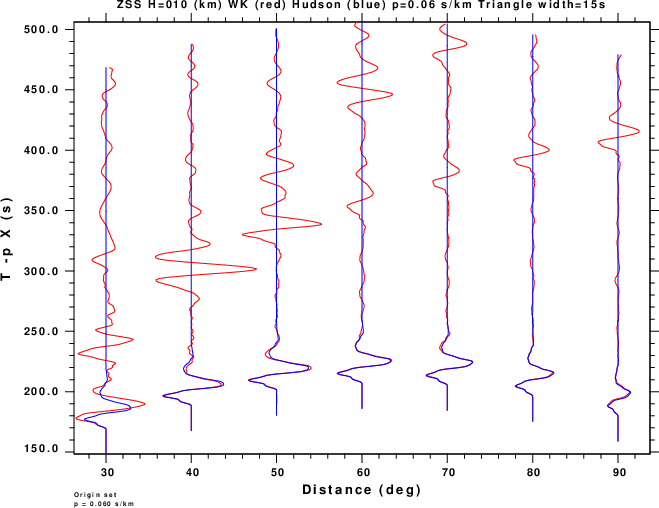 ZSS H=010 (km) WK (red) Hudson (blue) p=0.06 s/km Triangle width=15s
500.0
450.0
400.0
350.0
300.0
250.0
200.0
150.0
T -p X (s)
30 40 50 60 70 80 90
Distance (deg)
Origin set
p = 0.060 s/km